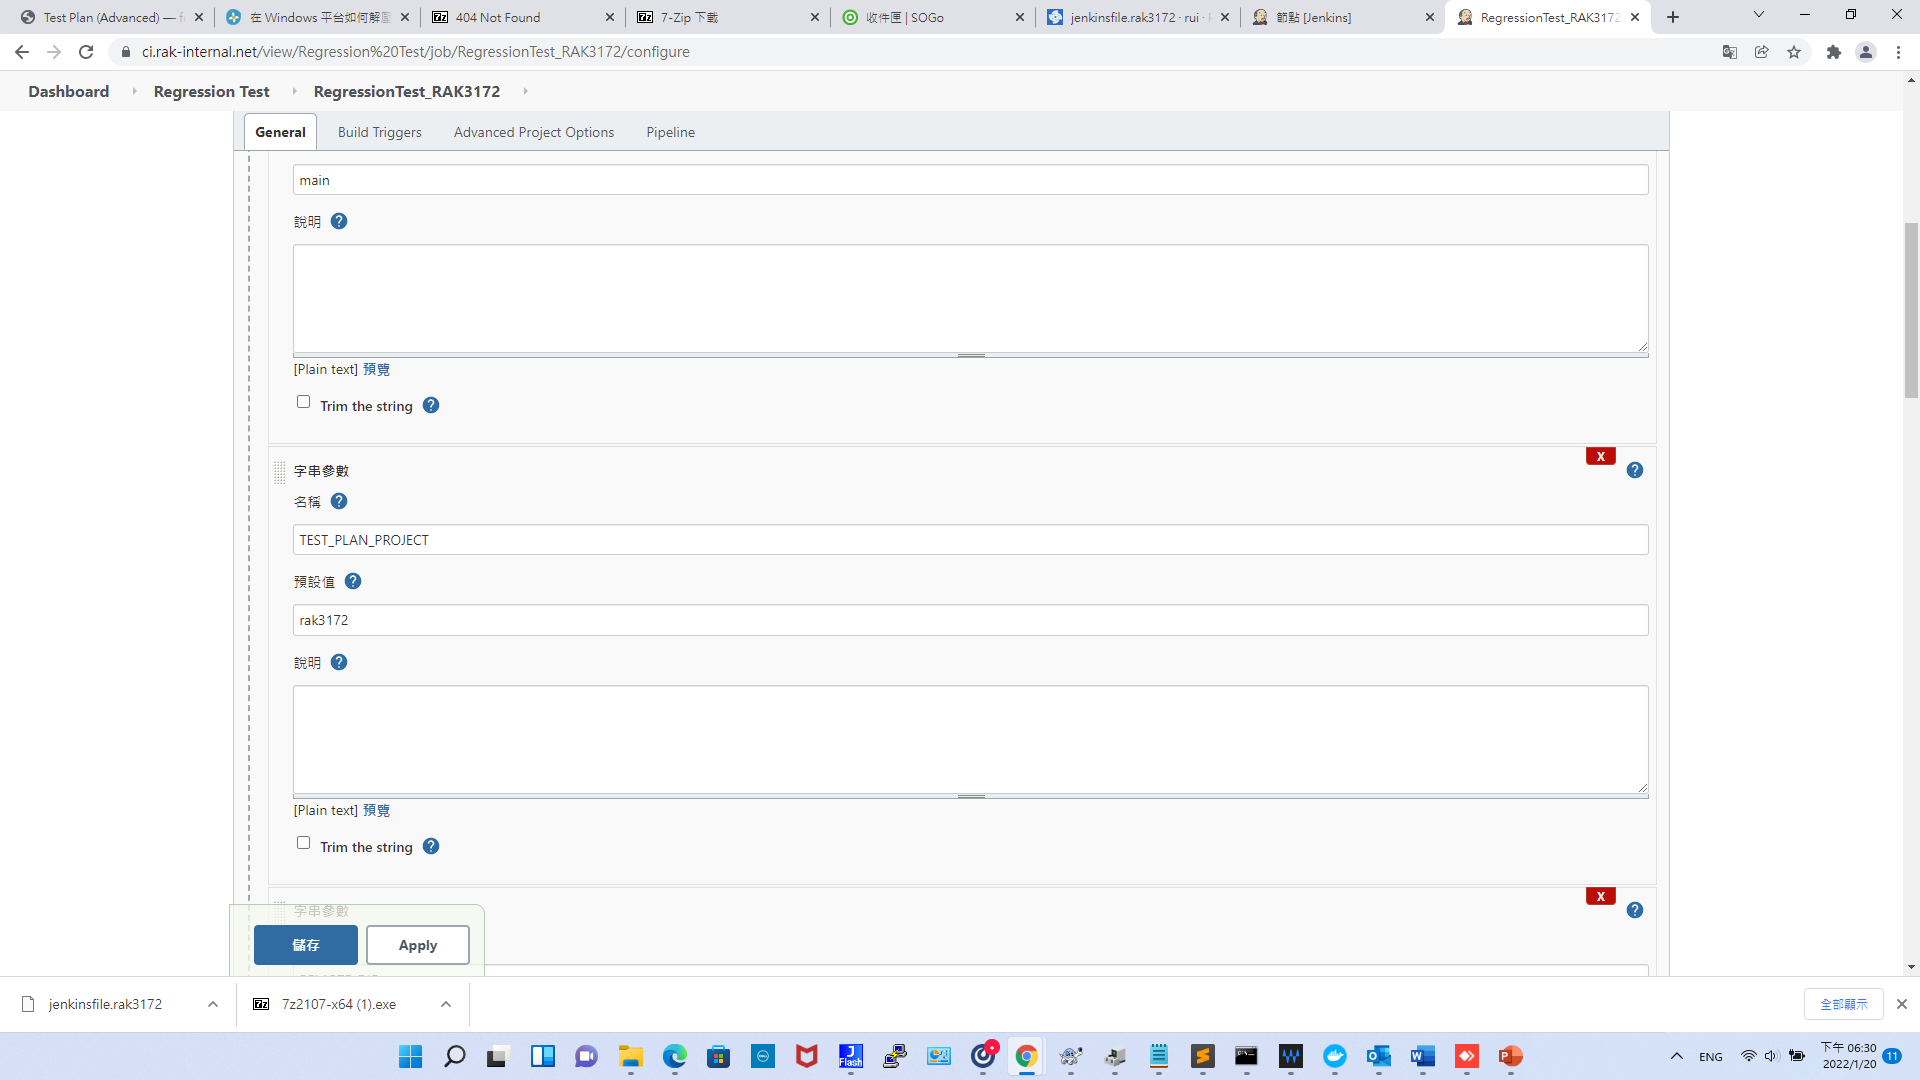 Test Plan (Advanced) — f
在 Windows 平台如何解
404 Not Found
7-Zip 下載
收件匣 | SOGo
jenkinsfile.rak3172 · rui ·
節點 [Jenkins]
RegressionTest_RAK3172
ci.rak-internal.net/view/Regression%20Test/job/RegressionTest_RAK3172/configure
Dashboard
Regression Test
RegressionTest_RAK3172
General
Build Triggers
Advanced Project Options
Pipeline
main
說明
[Plain text] 預覽
Trim the string
X
字串參數
名稱
TEST_PLAN_PROJECT
預設值
rak3172
說明
[Plain text] 預覽
Trim the string
X
字串參數
儲存
Apply
jenkinsfile.rak3172
7z2107-x64 (1).exe
全部顯示
J
Flash
ENG
下午 06:30
2022/1/20
11